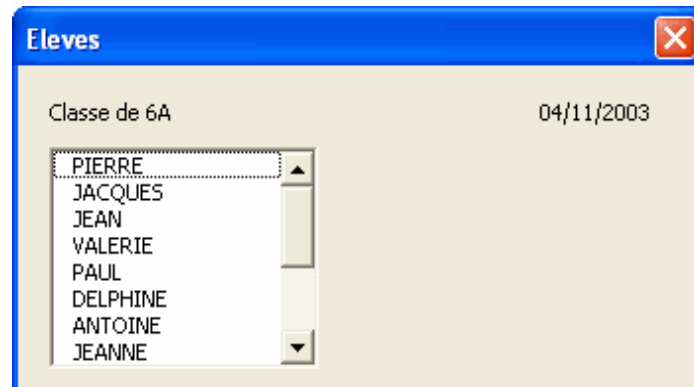 Eleves
Classe de 6A 04/11/2003
PIERRE
JACQUES
JEAN
VALERIE
PAUL
DELPHINE
ANTOINE
JEANNE